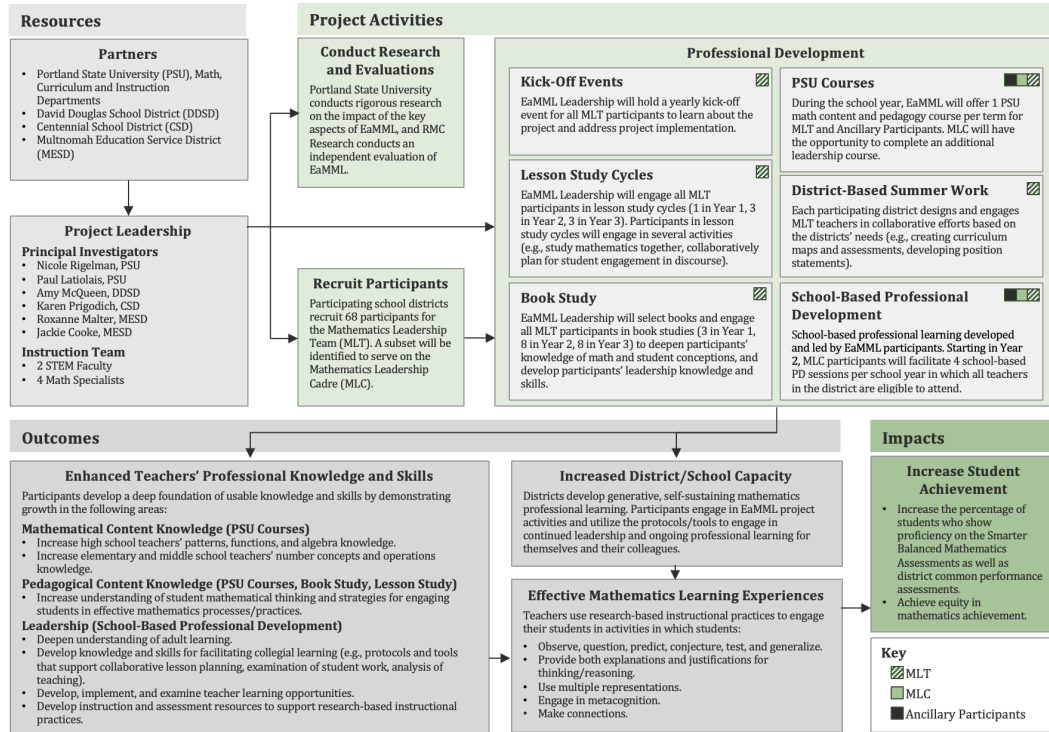 Resources
Partners
• Portland State University (PSU), Math,
Curriculum and Instruction
Departments
• David Douglas School District (DDSD)
• Centennial School District (CSD)
• Multnomah Education Service District
(MESD)
Project Leadership
Principal Investigators
• Nicole Rigelman, PSU
• Paul Latiolais, PSU
• Amy McQueen, DDSD
• Karen Prigodich, CSD
• Roxanne Malter, MESD
• Jackie Cooke, MESD
Instruction Team
• 2 STEM Faculty
• 4 Math Specialists
Project Activities
Conduct Research
and Evaluations
Portland State University
conducts rigorous research
on the impact of the key
aspects of EaMML, and RMC
Research conducts an
independent evaluation of
EaMML.
Recruit Participants
Participating school districts
recruit 68 participants for
the Mathematics Leadership
Team (MLT). A subset will be
identified to serve on the
Mathematics Leadership
Cadre (MLC).
Professional Development
Kick-Off Events
EaMML Leadership will hold a yearly kick-off
event for all MLT participants to learn about the
project and address project implementation.
Lesson Study Cycles
EaMML Leadership will engage all MLT
participants in lesson study cycles (1 in Year 1, 3
in Year 2, 3 in Year 3). Participants in lesson
study cycles will engage in several activities
(e.g., study mathematics together, collaboratively
plan for student engagement in discourse).
Book Study
EaMML Leadership will select books and engage
all MLT participants in book studies (3 in Year 1,
8 in Year 2, 8 in Year 3) to deepen participants'
knowledge of math and student conceptions, and
develop participants' leadership knowledge and
skills.
PSU Courses
During the school year, EaMML will offer 1 PSU
math content and pedagogy course per term for
MLT and Ancillary Participants. MLC will have
the opportunity to complete an additional
leadership course.
District-Based Summer Work
Each participating district designs and engages
MLT teachers in collaborative efforts based on
the districts' needs (e.g., creating curriculum
maps and assessments, developing position
statements).
School-Based Professional
Development
School-based professional learning developed
and led by EaMML participants. Starting in Year
2, MLC participants will facilitate 4 school-based
PD sessions per school year in which all teachers
in the district are eligible to attend.
Outcomes
Enhanced Teachers' Professional Knowledge and Skills
Participants develop a deep foundation of usable knowledge and skills by demonstrating
growth in the following areas:
Mathematical Content Knowledge (PSU Courses)
• Increase high school teachers' patterns, functions, and algebra knowledge.
• Increase elementary and middle school teachers' number concepts and operations
knowledge.
Pedagogical Content Knowledge (PSU Courses, Book Study, Lesson Study)
• Increase understanding of student mathematical thinking and strategies for engaging
students in effective mathematics processes/practices.
Leadership (School-Based Professional Development)
• Deepen understanding of adult learning.
• Develop knowledge and skills for facilitating collegial learning (e.g., protocols and tools
that support collaborative lesson planning, examination of student work, analysis of
teaching).
• Develop, implement, and examine teacher learning opportunities.
• Develop instruction and assessment resources to support research-based instructional
practices.
Increased District/School Capacity
Districts develop generative, self-sustaining mathematics
professional learning. Participants engage in EaMML project
activities and utilize the protocols/tools to engage in
continued leadership and ongoing professional learning for
themselves and their colleagues.
Effective Mathematics Learning Experiences
Teachers use research-based instructional practices to engage
their students in activities in which students:
• Observe, question, predict, conjecture, test, and generalize.
• Provide both explanations and justifications for
thinking/reasoning.
• Use multiple representations.
• Engage in metacognition.
• Make connections.
Impacts
Increase Student
Achievement
• Increase the percentage of
students who show
proficiency on the Smarter
Balanced Mathematics
Assessments as well as
district common performance
assessments.
• Achieve equity in
mathematics achievement.
Key
MLT
MLC
Ancillary Participants